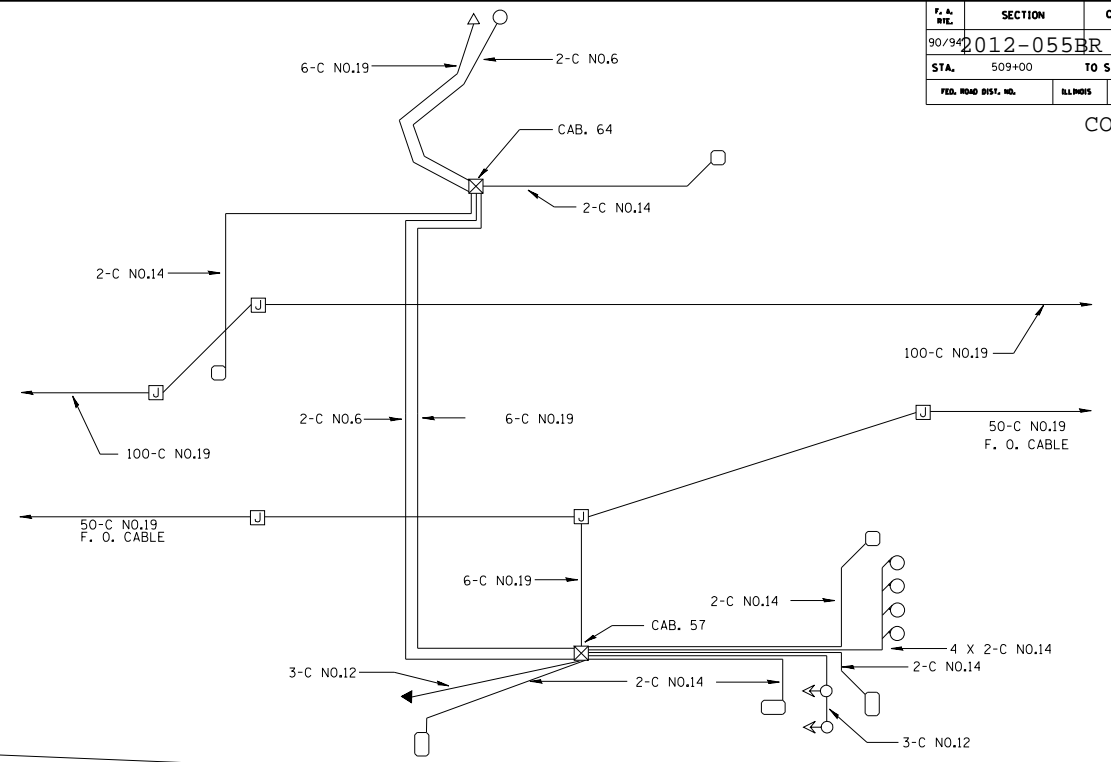 F. A. RTE.
SECTION
90/94
2012-055BR
STA. 509+00 TO S
FED. ROAD DIST. NO.
ILLINOIS
CO
6-C NO.19
2-C NO.6
CAB. 64
2-C NO.14
2-C NO.14
J
100-C NO.19
J
100-C NO.19
2-C NO.6
6-C NO.19
J
50-C NO.19
F. O. CABLE
50-C NO.19
F. O. CABLE
J
J
6-C NO.19
2-C NO.14
CAB. 57
4 X 2-C NO.14
2-C NO.14
3-C NO.12
2-C NO.14
3-C NO.12